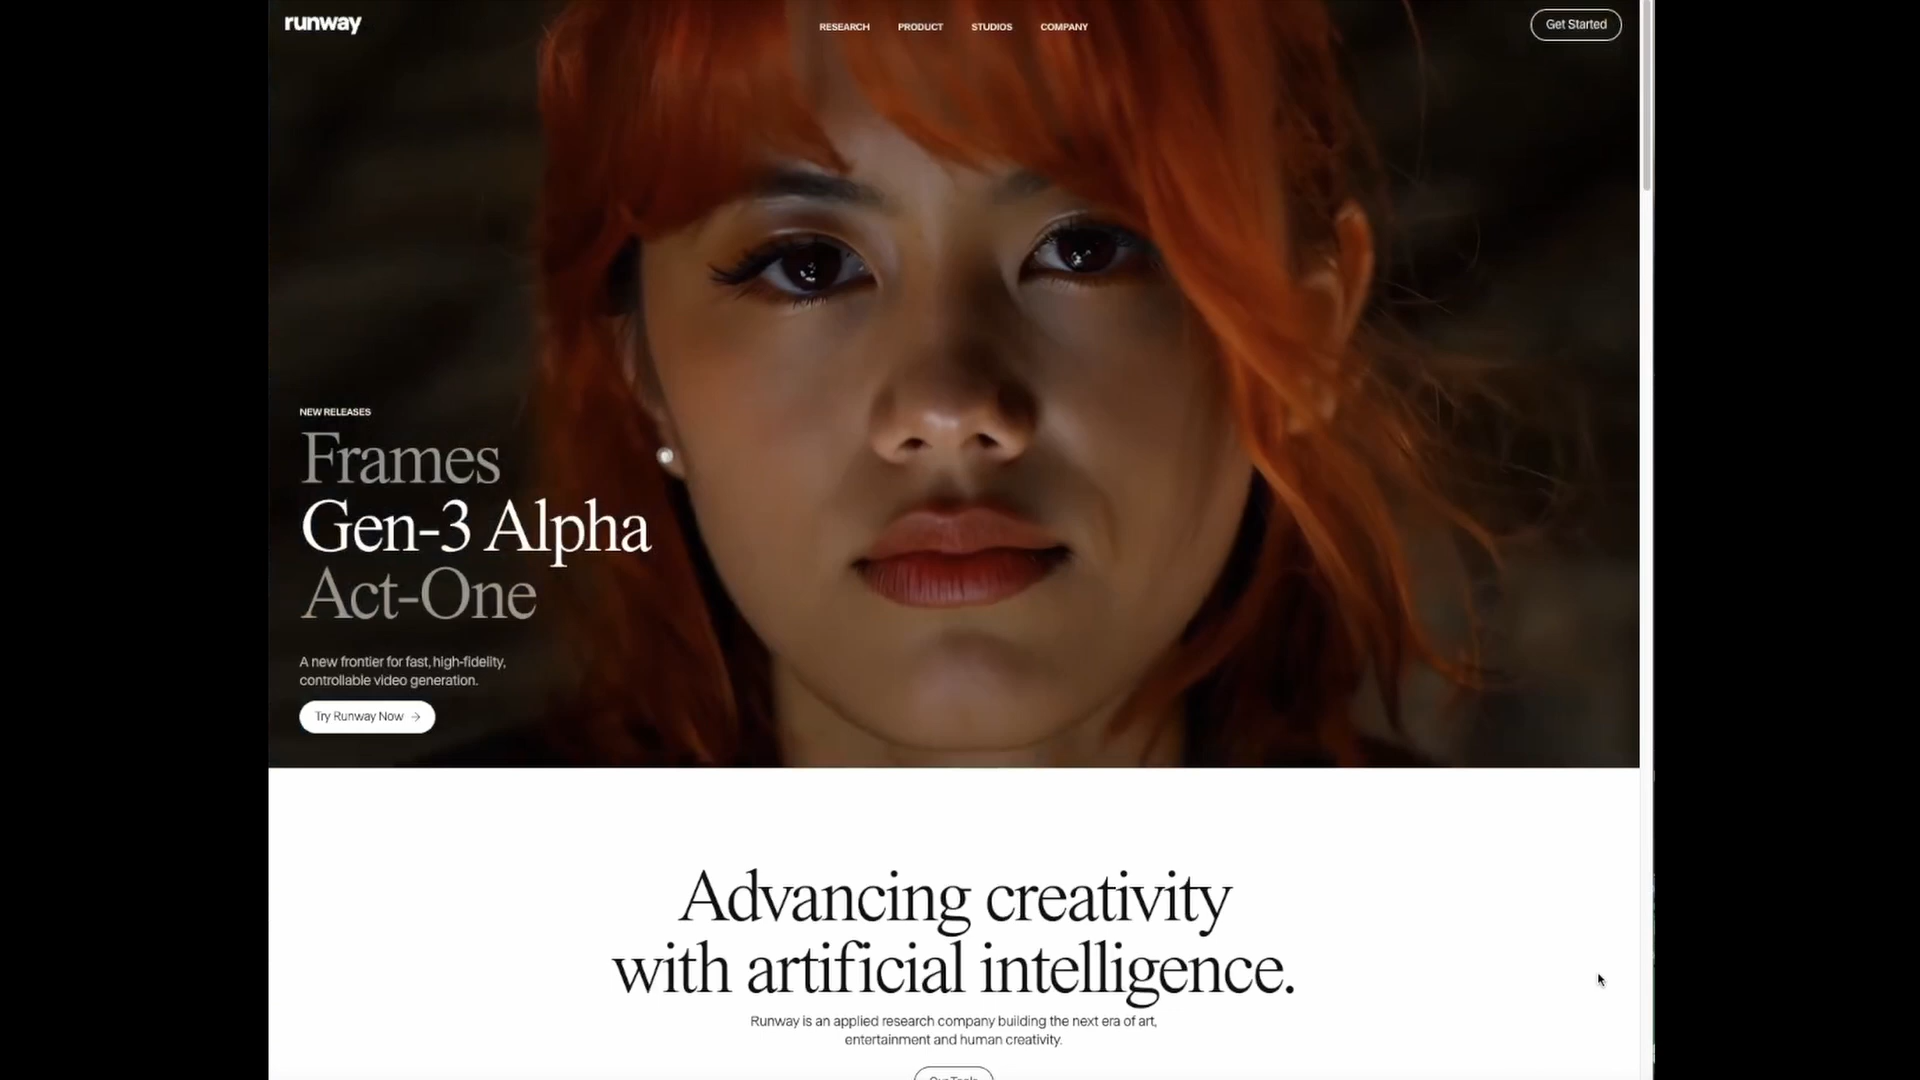 runway
RESEARCH PRODUCT STUDIOS COMPANY
Get Started
NEW RELEASES
Frames
Gen-3 Alpha
Act-One
A new frontier for fast, high-fidelity,
controllable video generation.
Try Runway Now →
Advancing creativity
with artificial intelligence.
Runway is an applied research company building the next era of art,
entertainment and human creativity.
Our Tools